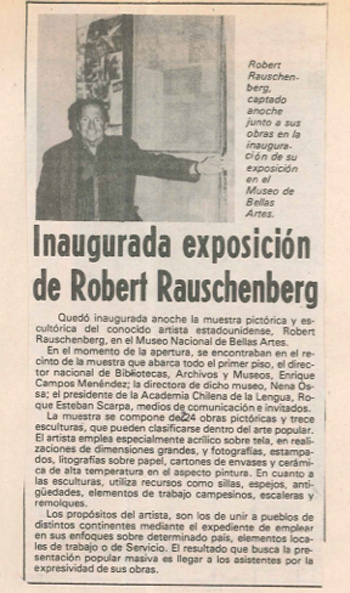 Robert
Rauschen-
berg,
captado
anoche
junto a sus
obras en la
inaugura-
ción de su
exposición
en el
Museo de
Bellas
Artes.
Inaugurada exposición
de Robert Rauschenberg
Quedó inaugurada anoche la muestra pictórica y es-
cultórica del conocido artista estadounidense, Robert
Rauschenberg, en el Museo Nacional de Bellas Artes.
En el momento de la apertura, se encontraban en el re-
cinto de la muestra que abarca todo el primer piso, el direc-
tor nacional de Bibliotecas, Archivos y Museos, Enrique
Campos Menéndez; la directora de dicho museo, Nena Os-
sa; el presidente de la Academia Chilena de la Lengua, Ro-
que Esteban Scarpa, medios de comunicación e invitados.
La muestra se compone de 24 obras pictóricas y trece
esculturas, que pueden clasificarse dentro del arte popular.
El artista emplea especialmente acrílico sobre tela, en reali-
zaciones de dimensiones grandes, y fotografías, estampa-
dos, litografías sobre papel, cartones de envases y cerámi-
ca de alta temperatura en el aspecto pintura. En cuanto a
las esculturas, utiliza recursos como sillas, espejos, anti-
güedades, elementos de trabajo campesinos, escaleras y
remolques.
Los propósitos del artista, son los de unir a pueblos de
distintos continentes mediante el expediente de emplear
en sus enfoques sobre determinado país, elementos loca-
les de trabajo o de Servicio. El resultado que busca la pre-
sentación popular masiva es llegar a los asistentes por la
expresividad de sus obras.